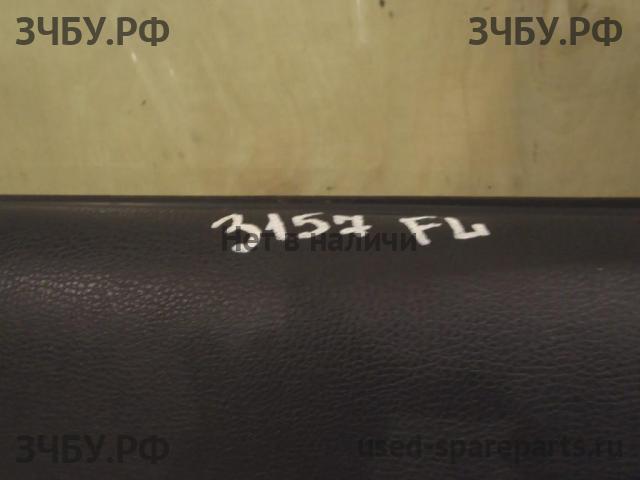 ЗЧБУ.РФ ЗЧБУ.РФ
3157 FL
Нет в наличи
ЗЧБУ.РФ used-spareparts.ru